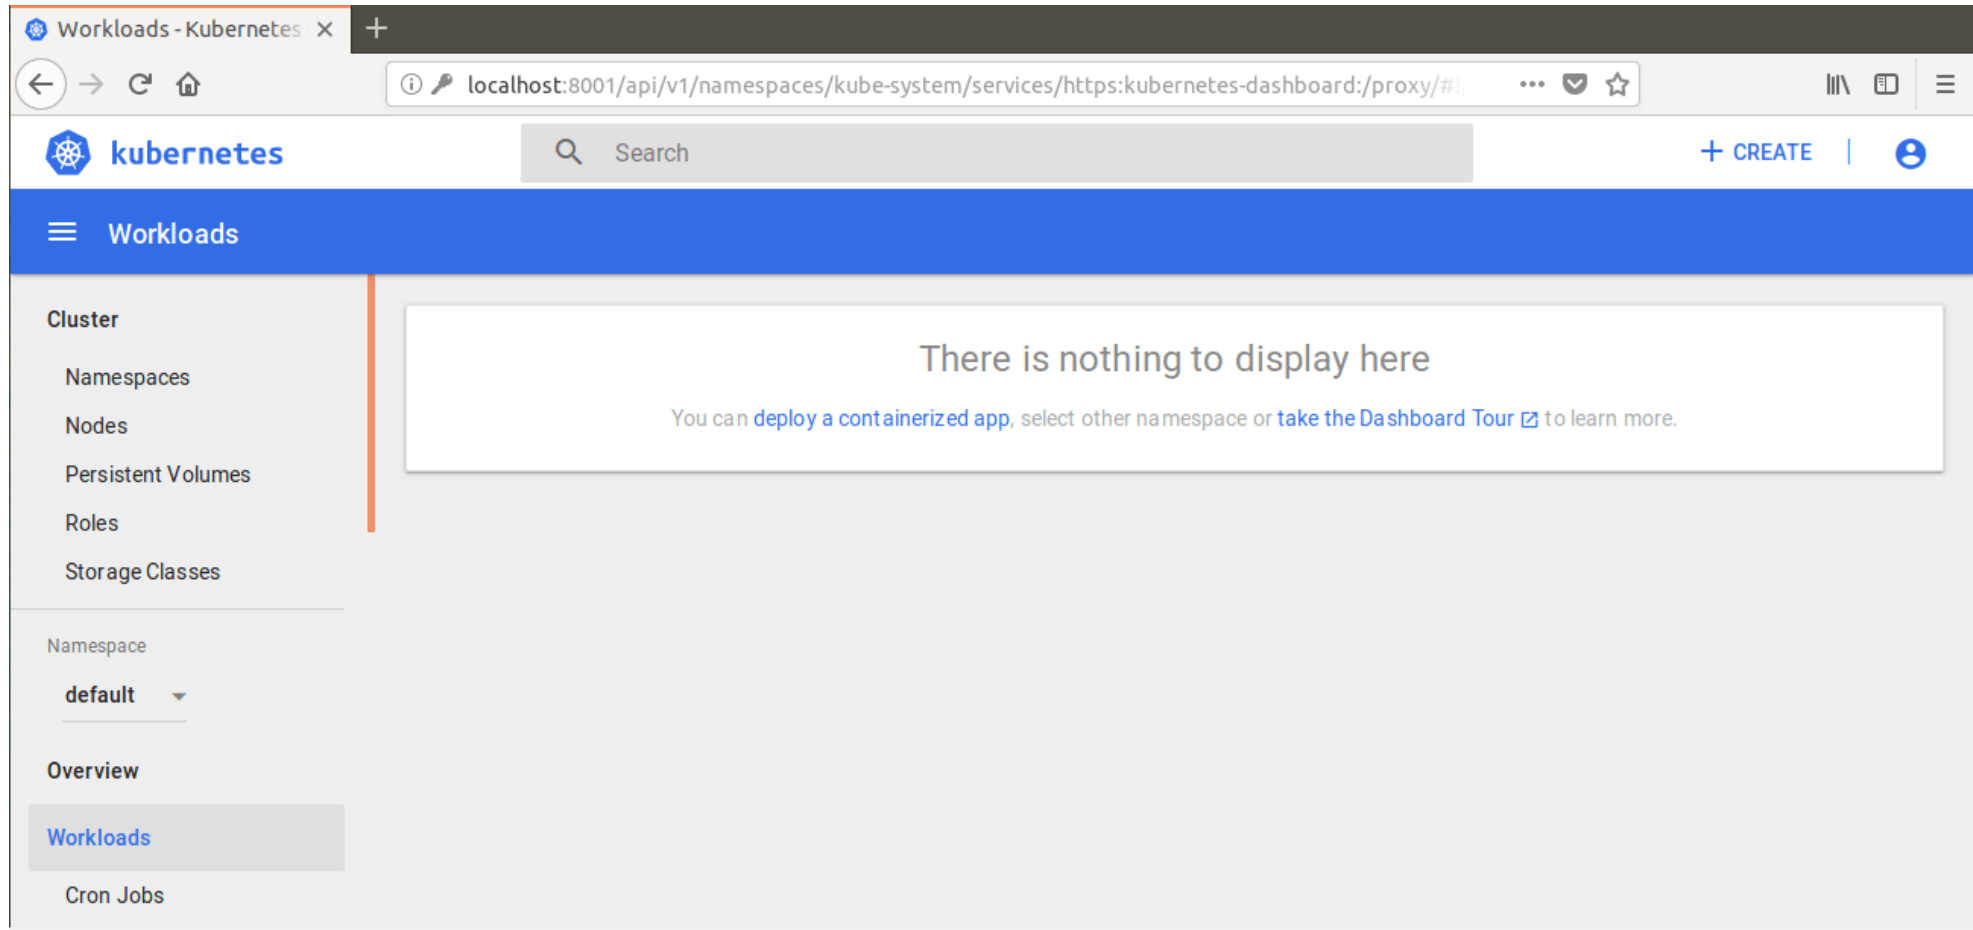 Workloads - Kubernetes
localhost:8001/api/v1/namespaces/kube-system/services/https:kubernetes-dashboard:/proxy/#!
kubernetes
Search
CREATE
Workloads
Cluster
Namespaces
Nodes
Persistent Volumes
Roles
Storage Classes
Namespace
default
Overview
Workloads
Cron Jobs
There is nothing to display here
You can deploy a containerized app, select other namespace or take the Dashboard Tour to learn more.